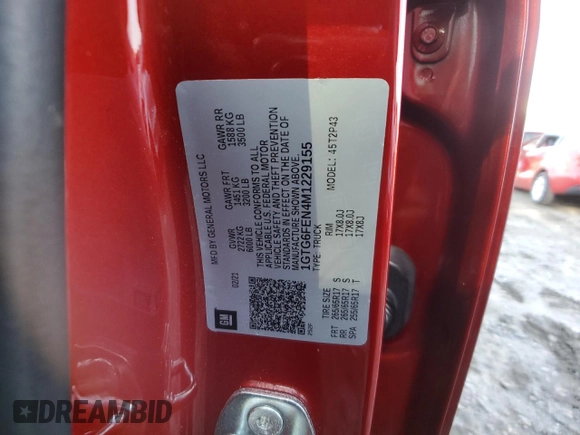 MFD BY GENERAL MOTORS LLC
02/21
GVWR
2722 KG
6000 LB
GAWR FRT
1451 KG
3200 LB
GAWR RR
1588 KG
3500 LB
THIS VEHICLE CONFORMS TO ALL
APPLICABLE U.S. FEDERAL MOTOR
VEHICLE SAFETY AND THEFT PREVENTION
STANDARDS IN EFFECT ON THE DATE OF
MANUFACTURE SHOWN ABOVE.
1GTG6FEN4M1229155
TYPE: TRUCK
MODEL: 45T2P43
TIRE SIZE RIM
FRT 265/65R17 S 17X8.0J
RR 265/65R17 S 17X8.0J
SPA 255/65R17 T 17X8J
GM
DREAMBID